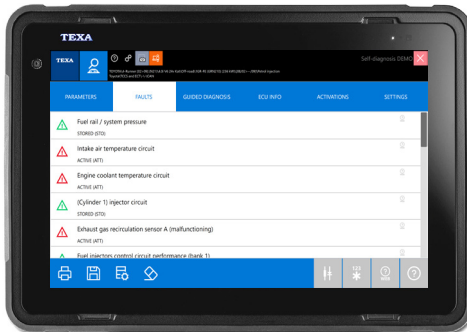 TEXA
TEXA
Self-diagnosis DEMO
PARAMETERS
FAULTS
GUIDED DIAGNOSIS
ECU INFO
ACTIVATIONS
SETTINGS
Fuel rail / system pressure
STORED (STO)
Intake air temperature circuit
ACTIVE (ATT)
Engine coolant temperature circuit
ACTIVE (ATT)
(Cylinder 1) injector circuit
STORED (STO)
Exhaust gas recirculation sensor A (malfunctioning)
ACTIVE (ATT)
Fuel injectors control circuit performance (bank 1)